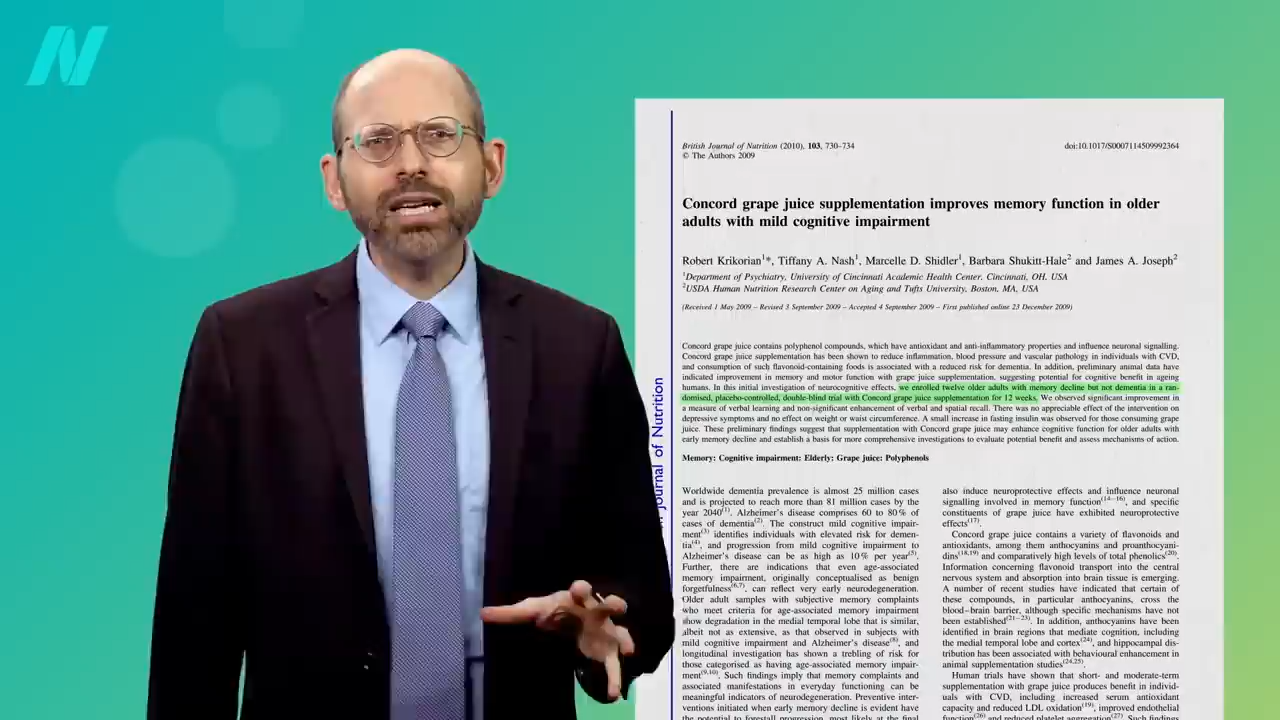 N
British Journal of Nutrition (2010), 103, 730–734
doi:10.1017/S0007114509992364
© The Authors 2009
Concord grape juice supplementation improves memory function in older
adults with mild cognitive impairment
Robert Krikorian1*, Tiffany A. Nash1, Marcelle D. Shidler1, Barbara Shukitt-Hale2 and James A. Joseph2
1Department of Psychiatry, University of Cincinnati Academic Health Center, Cincinnati, OH, USA
2USDA Human Nutrition Research Center on Aging and Tufts University, Boston, MA, USA
(Received 1 May 2009 – Revised 3 September 2009 – Accepted 4 September 2009 – First published online 23 December 2009)
Concord grape juice contains polyphenol compounds, which have antioxidant and anti-inflammatory properties and influence neuronal signalling.
Concord grape juice supplementation has been shown to reduce inflammation, blood pressure and vascular pathology in individuals with CVD,
and consumption of such flavonoid-containing foods is associated with a reduced risk for dementia. In addition, preliminary animal data have
indicated improvement in memory and motor function with grape juice supplementation, suggesting potential for cognitive benefit in ageing
humans. In this initial investigation of neurocognitive effects, we enrolled twelve older adults with memory decline but not dementia in a ran-
domised, placebo-controlled, double-blind trial with Concord grape juice supplementation for 12 weeks. We observed significant improvement in
a measure of verbal learning and non-significant enhancement of verbal and spatial recall. There was no appreciable effect of the intervention on
depressive symptoms and no effect on weight or waist circumference. A small increase in fasting insulin was observed for those consuming grape
juice. These preliminary findings suggest that supplementation with Concord grape juice may enhance cognitive function for older adults with
early memory decline and establish a basis for more comprehensive investigations to evaluate potential benefit and assess mechanisms of action.
Memory: Cognitive impairment: Elderly: Grape juice: Polyphenols
Journal of Nutrition
Worldwide dementia prevalence is almost 25 million cases
and is projected to reach more than 81 million cases by the
year 2040(1). Alzheimer's disease comprises 60 to 80 % of
cases of dementia(2). The construct mild cognitive impair-
ment(3) identifies individuals with elevated risk for demen-
tia(4), and progression from mild cognitive impairment to
Alzheimer's disease can be as high as 10 % per year(5).
Further, there are indications that even age-associated
memory impairment, originally conceptualised as benign
forgetfulness(6,7), can reflect very early neurodegeneration.
Older adult samples with subjective memory complaints
who meet criteria for age-associated memory impairment
show degradation in the medial temporal lobe that is similar,
albeit not as extensive, as that observed in subjects with
mild cognitive impairment and Alzheimer's disease(8), and
longitudinal investigation has shown a trebling of risk for
those categorised as having age-associated memory impair-
ment(9,10). Such findings imply that memory complaints and
associated manifestations in everyday functioning can be
meaningful indicators of neurodegeneration. Preventive inter-
ventions initiated when early memory decline is evident have
the potential to forestall progression, most likely at the final
also induce neuroprotective effects and influence neuronal
signalling involved in memory function(14–16), and specific
constituents of grape juice have exhibited neuroprotective
effects(17).
Concord grape juice contains a variety of flavonoids and
antioxidants, among them anthocyanins and proanthocyani-
dins(18,19) and comparatively high levels of total phenolics(20).
Information concerning flavonoid transport into the central
nervous system and absorption into brain tissue is emerging.
A number of recent studies have indicated that certain of
these compounds, in particular anthocyanins, cross the
blood–brain barrier, although specific mechanisms have not
been established(21–23). In addition, anthocyanins have been
identified in brain regions that mediate cognition, including
the medial temporal lobe and cortex(24), and hippocampal dis-
tribution has been associated with behavioural enhancement in
animal supplementation studies(24,25).
Human trials have shown that short- and moderate-term
supplementation with grape juice produces benefit in individ-
uals with CVD, including increased serum antioxidant
capacity and reduced LDL oxidation(19), improved endothelial
function(26) and reduced platelet aggregation(27). Such findings